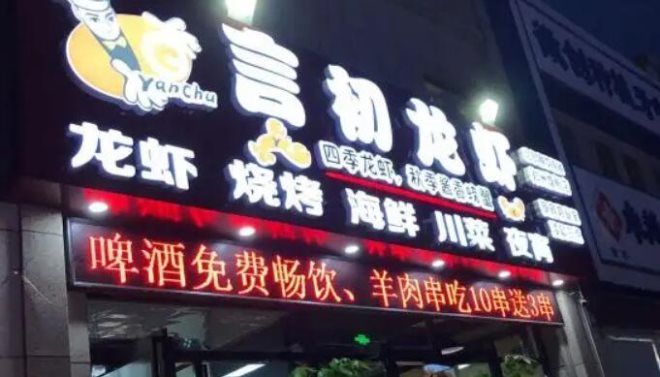 yanchu
言初龙虾
四季龙虾,秋季酱香螃蟹
龙虾 烧烤 海鲜 川菜 夜宵
啤酒免费畅饮、羊肉串吃10串送3串